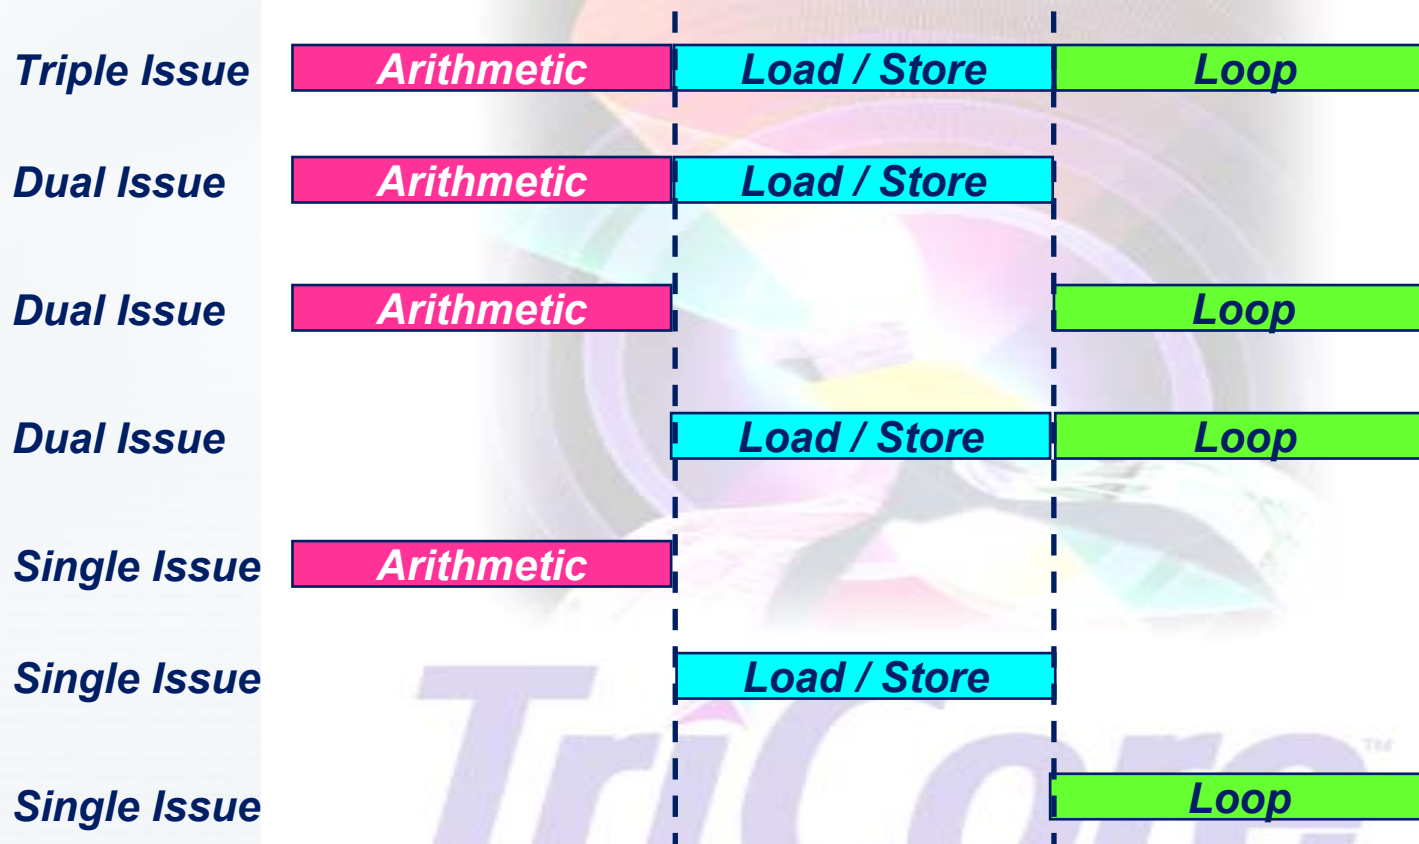 Triple Issue Arithmetic Load / Store Loop
Dual Issue Arithmetic Load / Store
Dual Issue Arithmetic Loop
Dual Issue Load / Store Loop
Single Issue Arithmetic
Single Issue Load / Store
TriCore™
Single Issue Loop